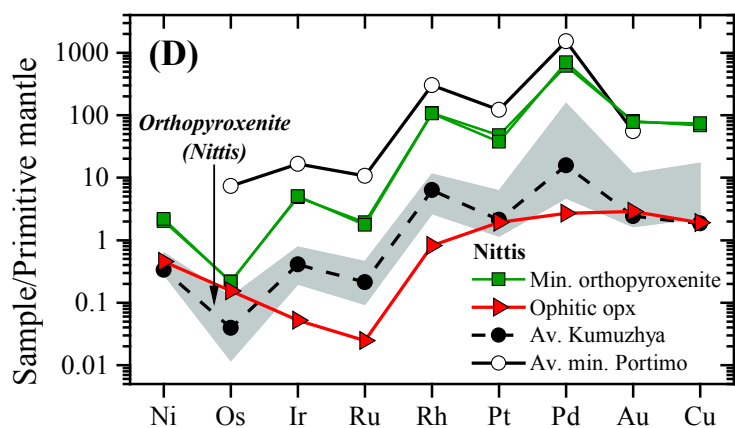 (D)
Sample/Primitive mantle
1000
100
10
1
0.1
0.01
Orthopyroxenite
(Nittis)
Nittis
Min. orthopyroxenite
Ophitic opx
Av. Kumuzhya
Av. min. Portimo
Ni Os Ir Ru Rh Pt Pd Au Cu